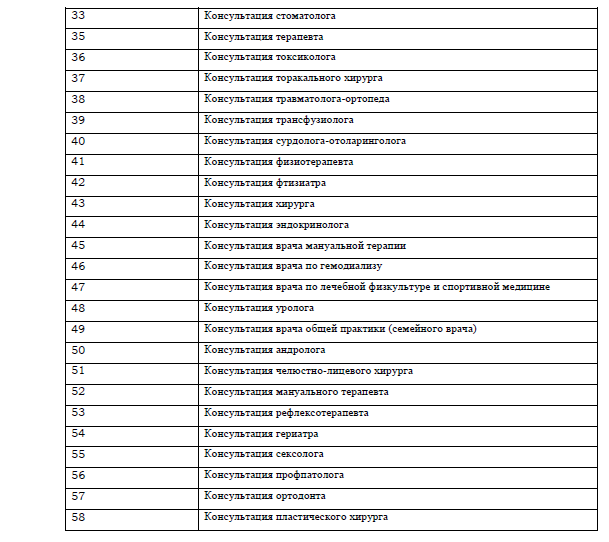 33 Консультация стоматолога
35 Консультация терапевта
36 Консультация токсиколога
37 Консультация торакального хирурга
38 Консультация травматолога-ортопеда
39 Консультация трансфузиолога
40 Консультация сурдолога-отоларинголога
41 Консультация физиотерапевта
42 Консультация фтизиатра
43 Консультация хирурга
44 Консультация эндокринолога
45 Консультация врача мануальной терапии
46 Консультация врача по гемодиализу
47 Консультация врача по лечебной физкультуре и спортивной медицине
48 Консультация уролога
49 Консультация врача общей практики (семейного врача)
50 Консультация андролога
51 Консультация челюстно-лицевого хирурга
52 Консультация мануального терапевта
53 Консультация рефлексотерапевта
54 Консультация гериатра
55 Консультация сексолога
56 Консультация профпатолога
57 Консультация ортодонта
58 Консультация пластического хирурга